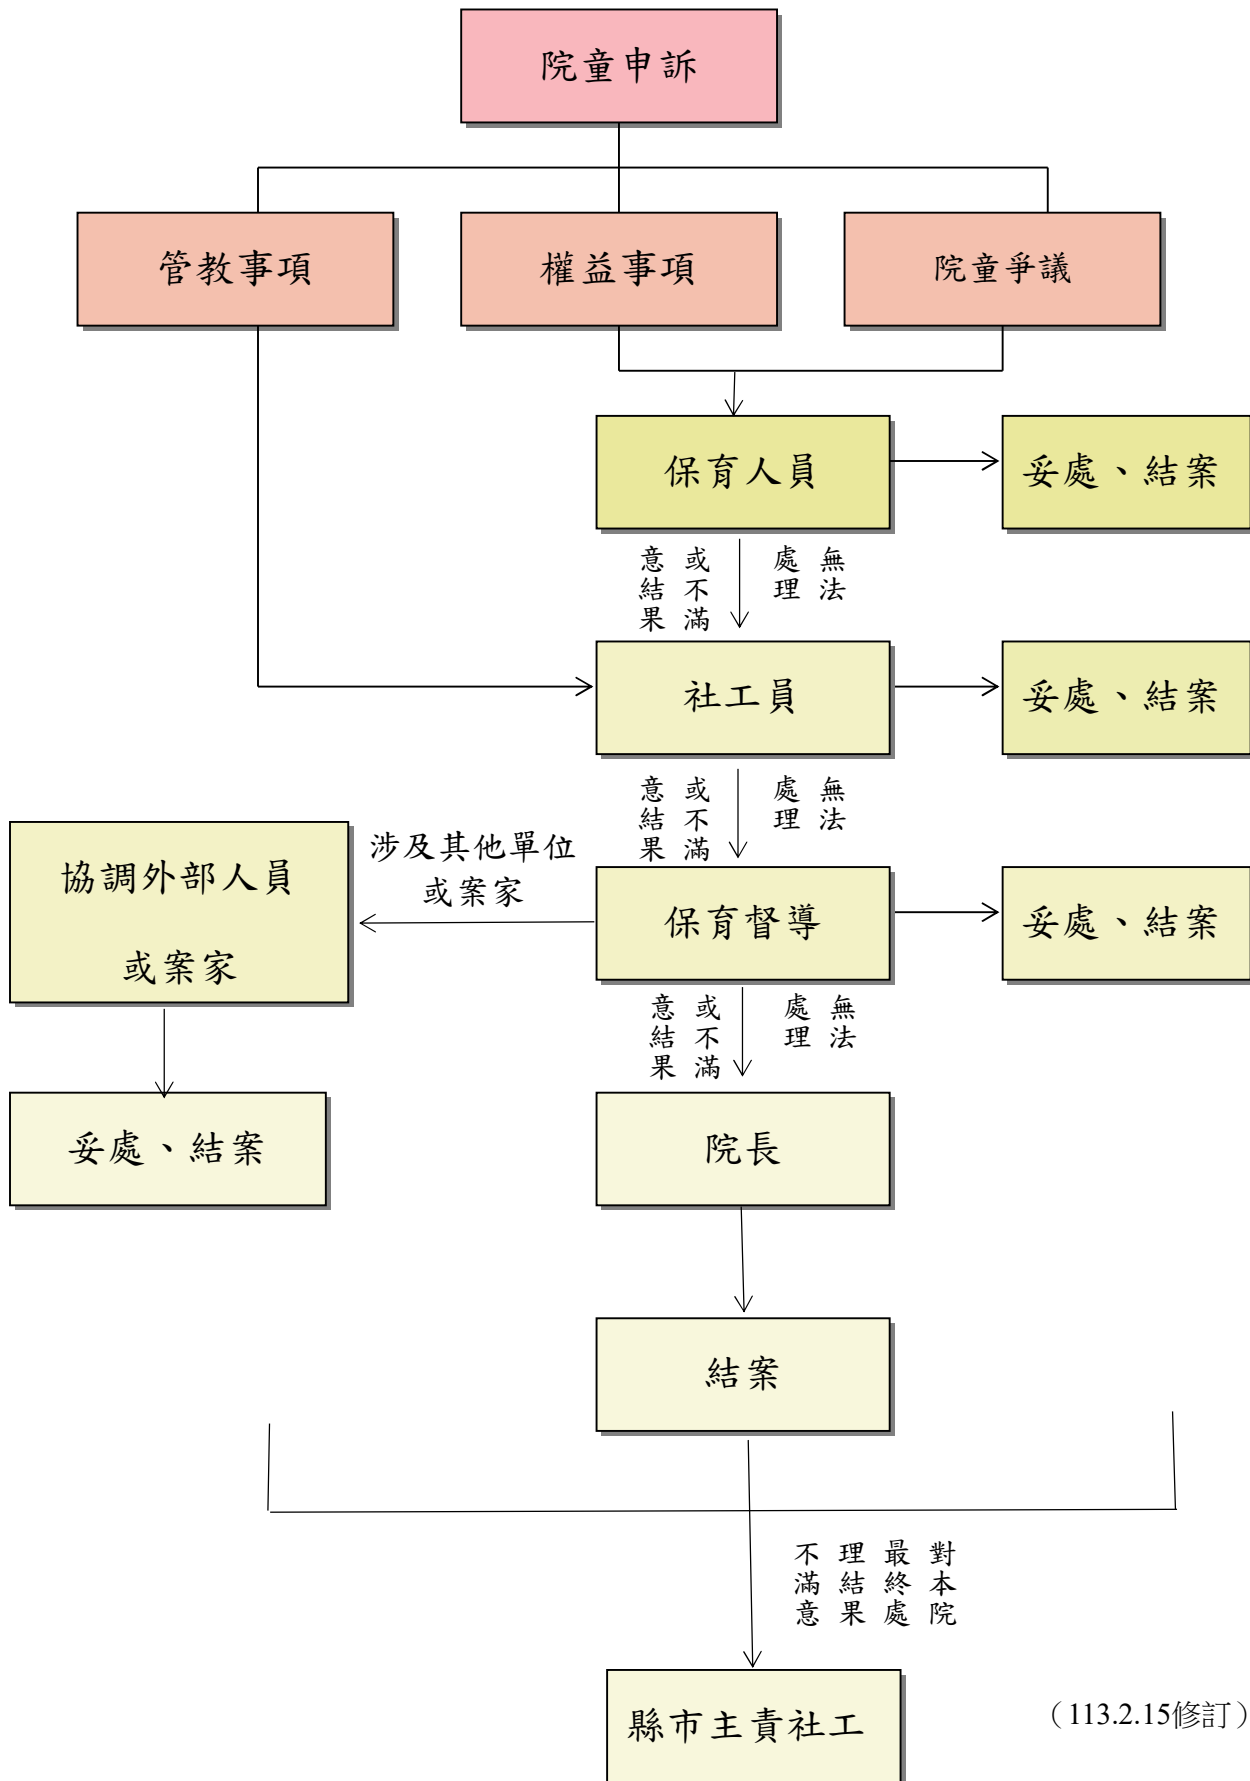 院童申訴
管教事項
權益事項
院童爭議
保育人員
妥處、結案
無法
處理
或不滿
意結果
社工員
妥處、結案
無法
處理
或不滿
意結果
涉及其他單位
或案家
協調外部人員
或案家
保育督導
妥處、結案
無法
處理
或不滿
意結果
妥處、結案
院長
結案
對本院
最終處
理結果
不滿意
縣市主責社工
（113.2.15修訂）